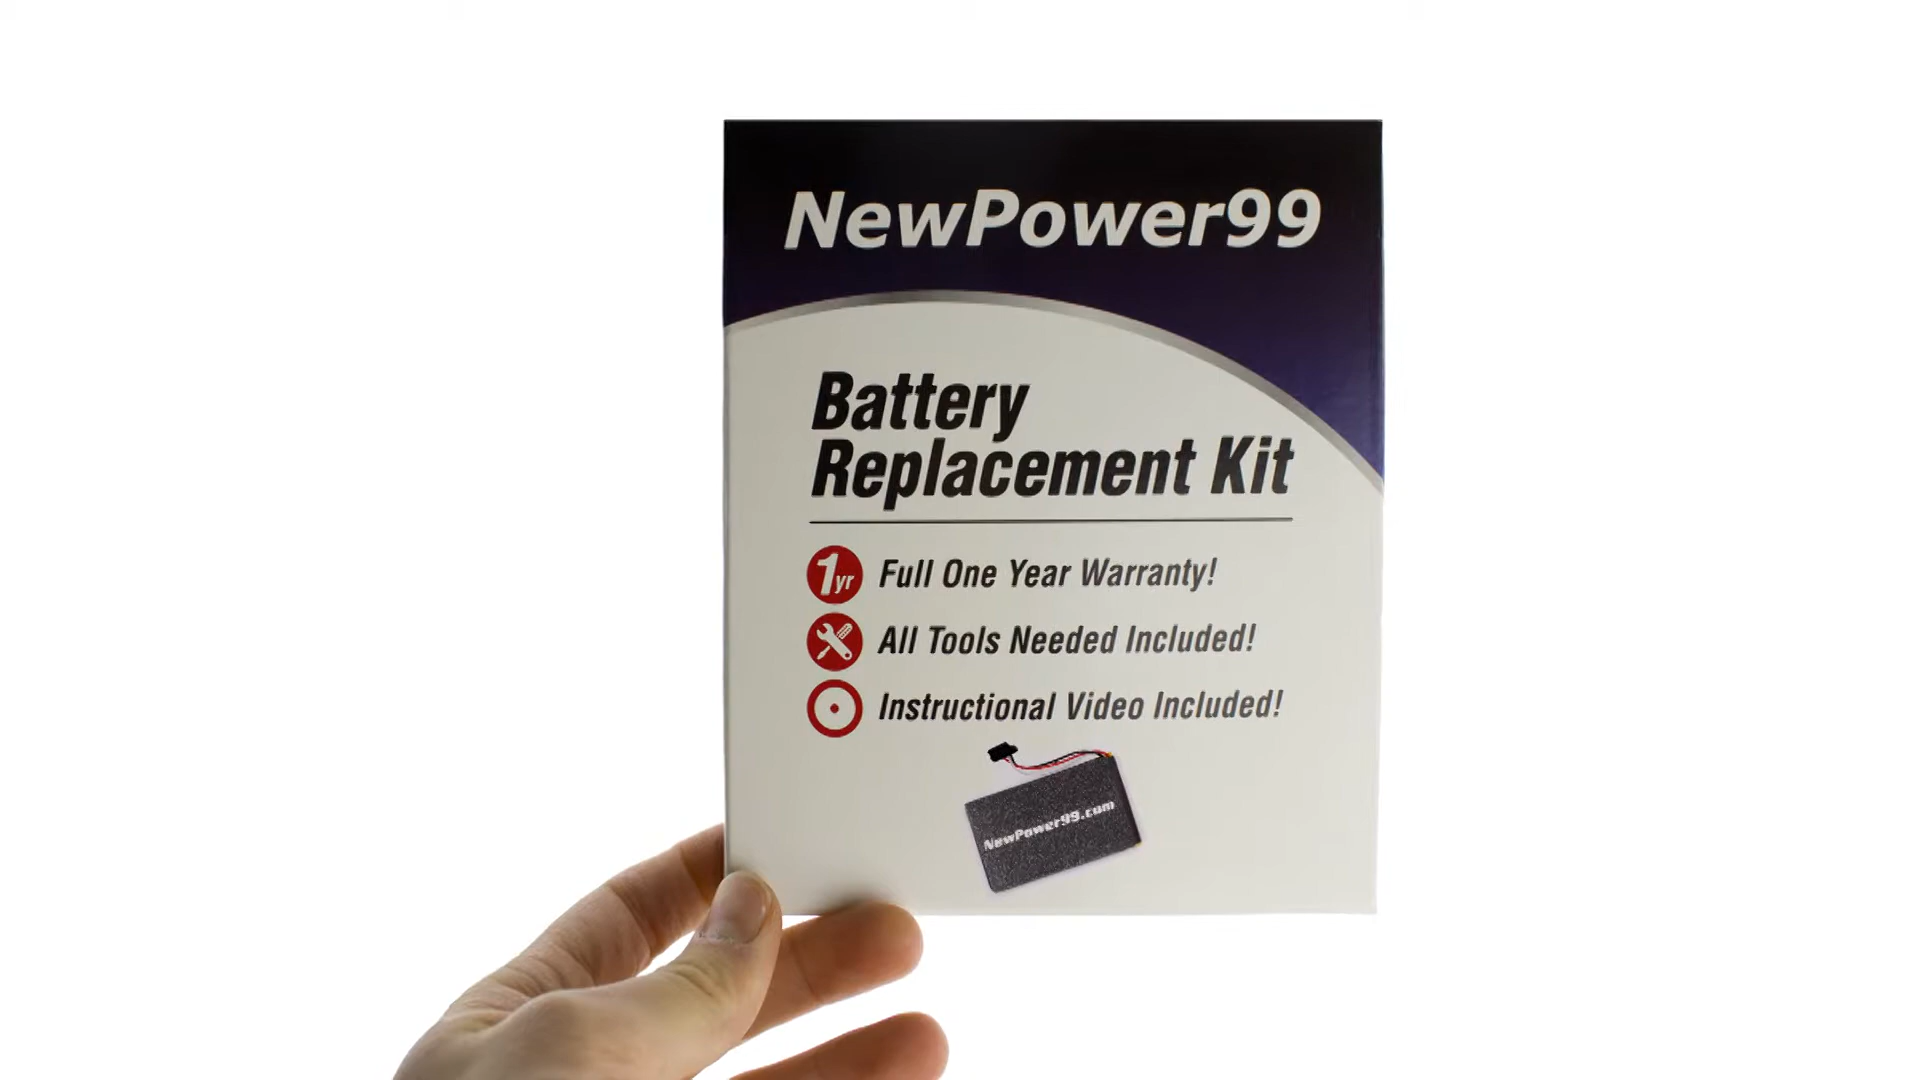 NewPower99
Battery
Replacement Kit
1yr Full One Year Warranty!
All Tools Needed Included!
Instructional Video Included!
NewPower99.com